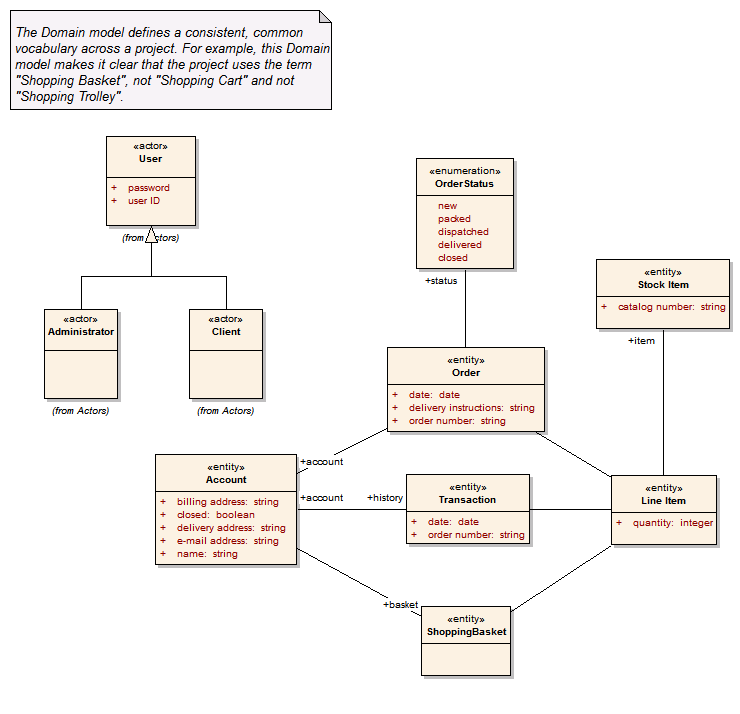 The Domain model defines a consistent, common
vocabulary across a project. For example, this Domain
model makes it clear that the project uses the term
"Shopping Basket", not "Shopping Cart" and not
"Shopping Trolley".
«actor»
User
+ password
+ user ID
(from Actors)
«actor»
Administrator
(from Actors)
«actor»
Client
(from Actors)
«enumeration»
OrderStatus
new
packed
dispatched
delivered
closed
+status
«entity»
Stock Item
+ catalog number: string
+item
«entity»
Order
+ date: date
+ delivery instructions: string
+ order number: string
+account
«entity»
Account
+ billing address: string
+ closed: boolean
+ delivery address: string
+ e-mail address: string
+ name: string
+account
+history
«entity»
Transaction
+ date: date
+ order number: string
«entity»
Line Item
+ quantity: integer
+basket
«entity»
ShoppingBasket